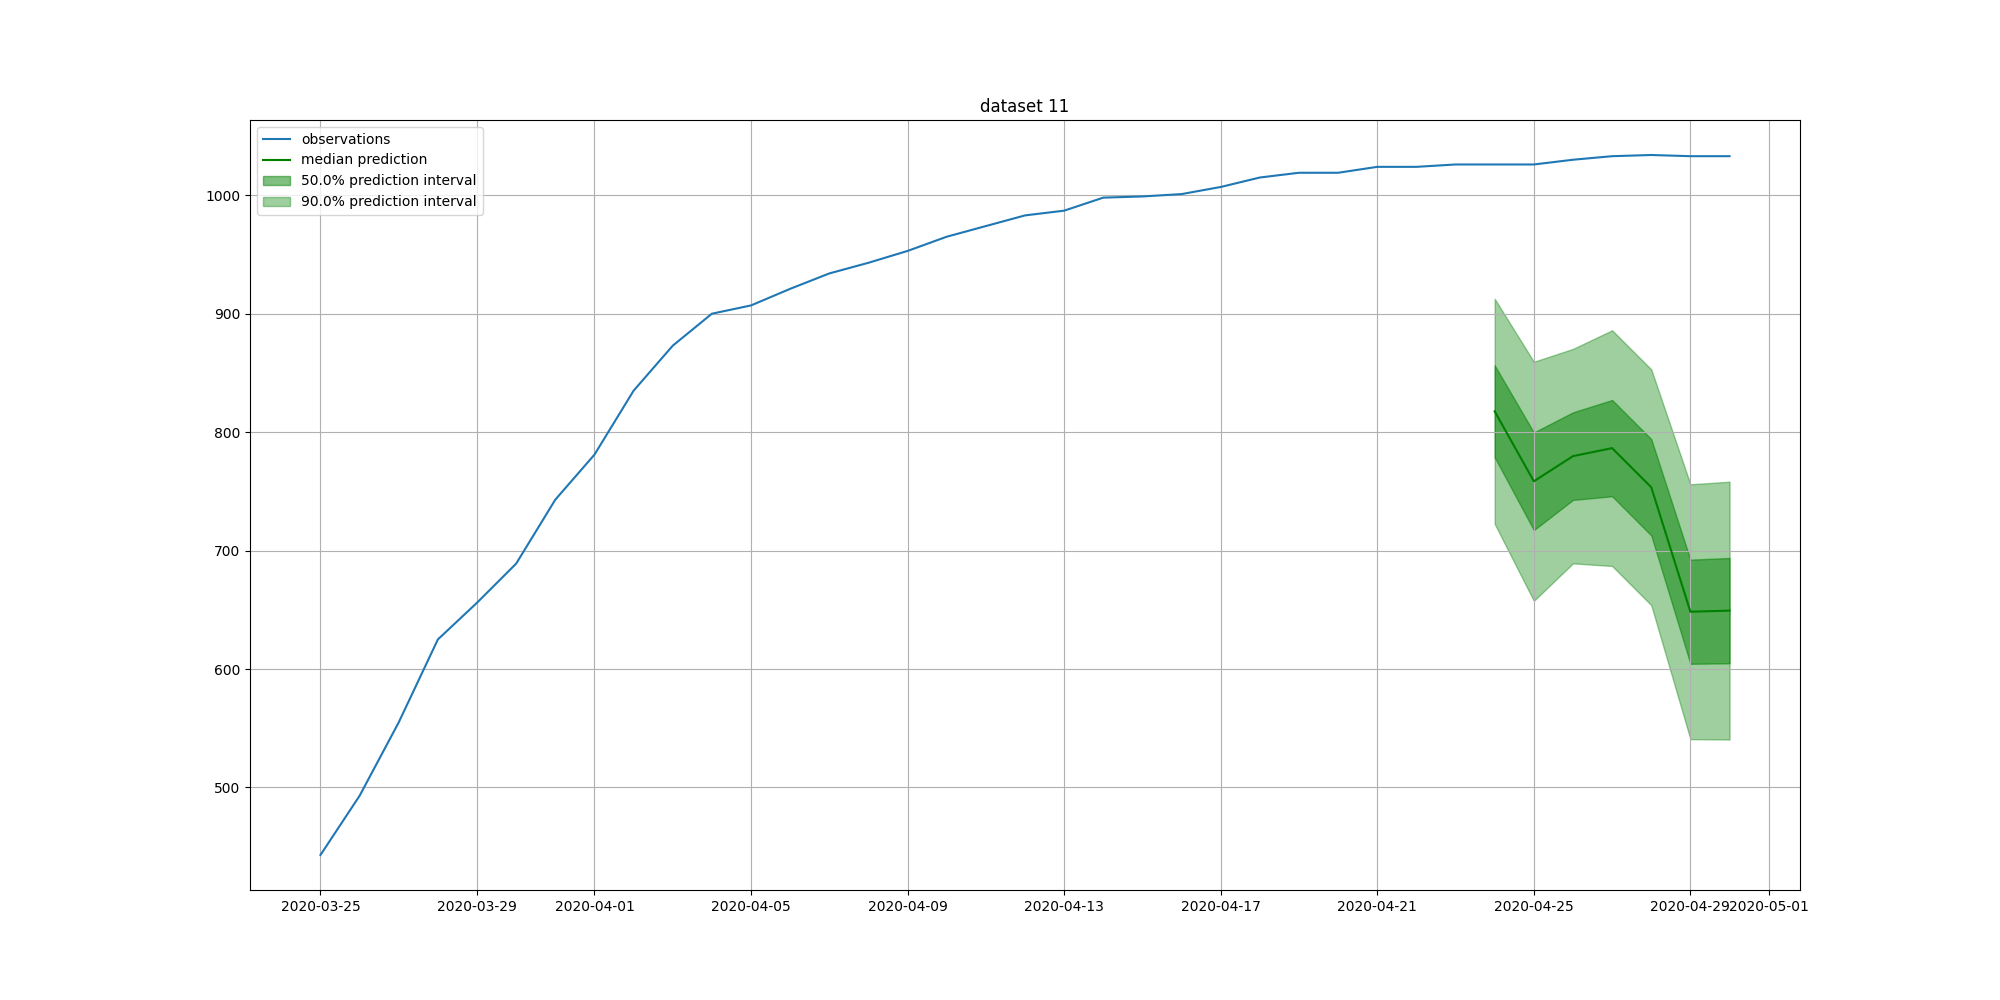 dataset 11
observations
median prediction
50.0% prediction interval
90.0% prediction interval
1000
900
800
700
600
500
2020-03-25 2020-03-29 2020-04-01 2020-04-05 2020-04-09 2020-04-13 2020-04-17 2020-04-21 2020-04-25 2020-04-29 2020-05-01